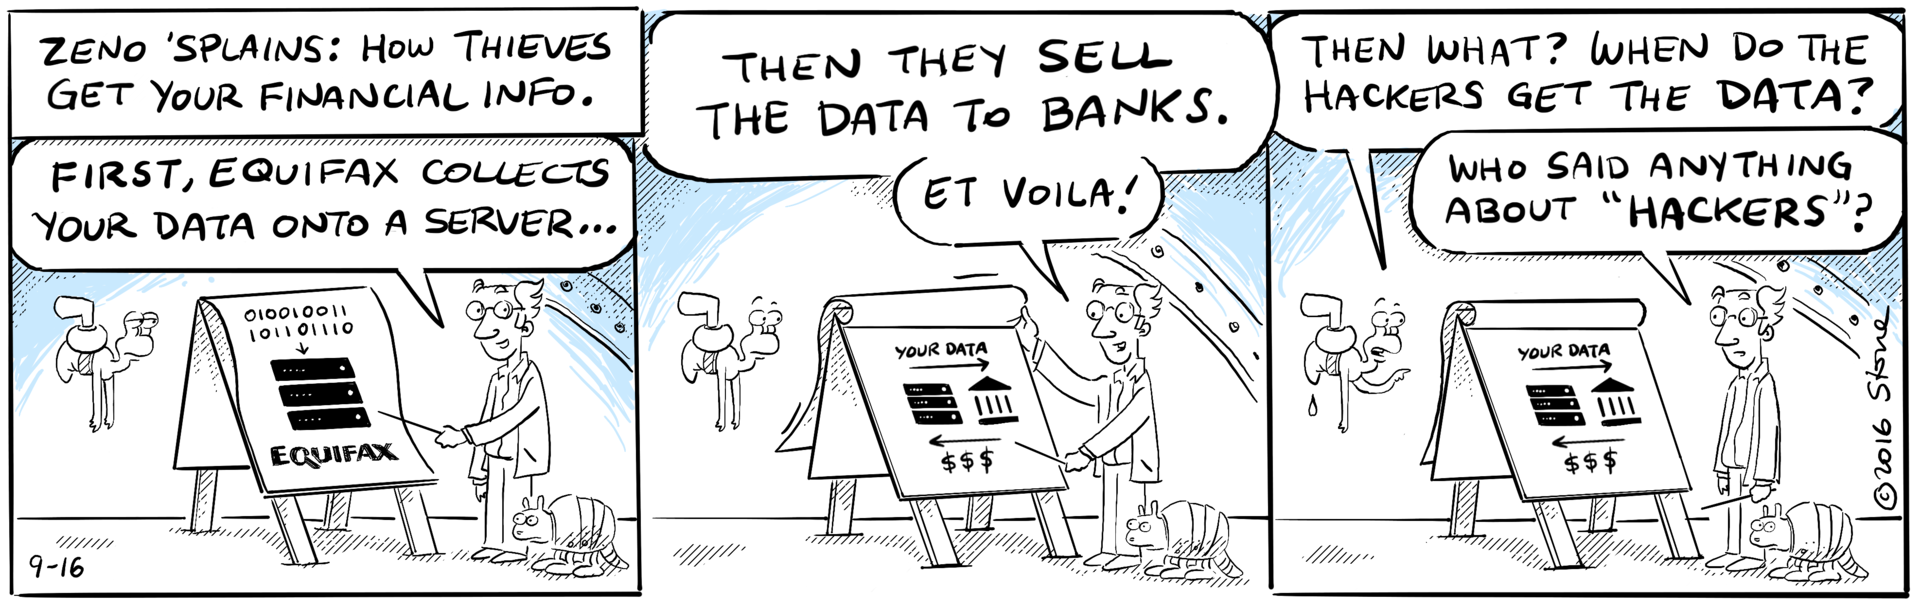 ZENO 'SPLAINS: HOW THIEVES
GET YOUR FINANCIAL INFO.
FIRST, EQUIFAX COLLECTS
YOUR DATA ONTO A SERVER...
010010011
101101110
EQUIFAX
9-16
THEN THEY SELL
THE DATA TO BANKS.
ET VOILA!
YOUR DATA
$$$
THEN WHAT? WHEN DO THE
HACKERS GET THE DATA?
WHO SAID ANYTHING
ABOUT "HACKERS"?
YOUR DATA
$$$
©2016 Stone